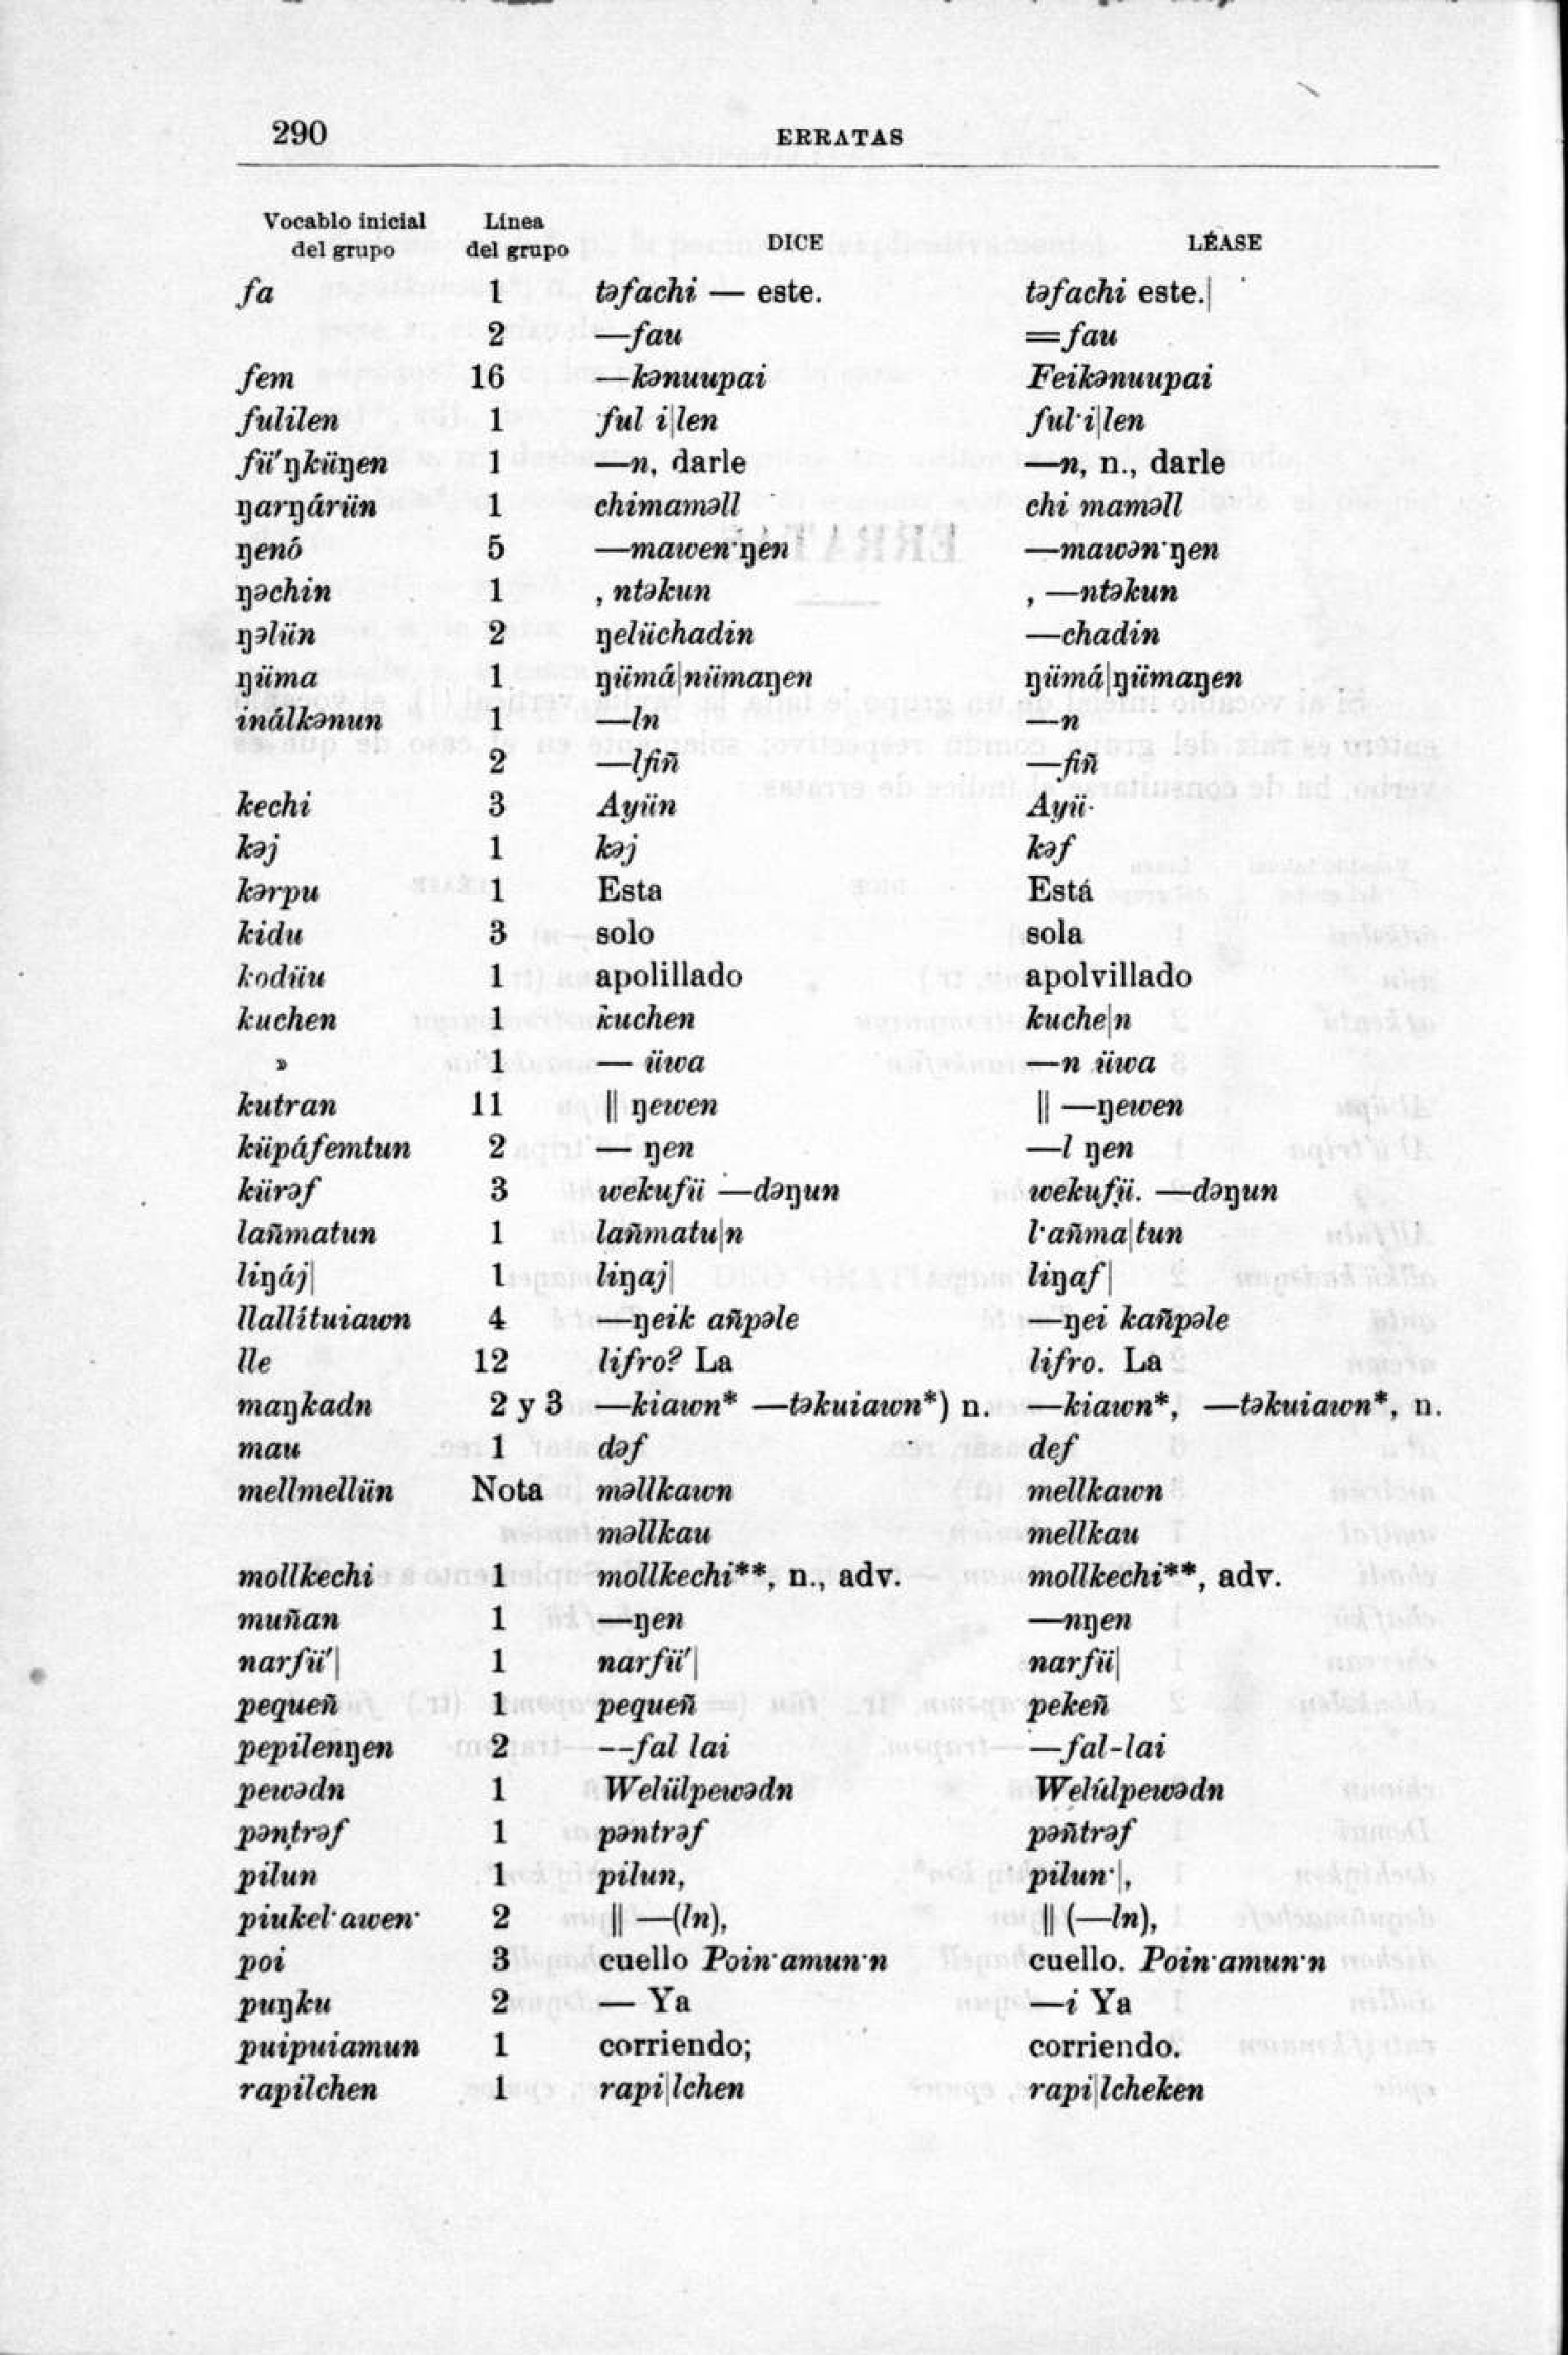 290 ERRATAS
Vocablo inicial del grupo Línea del grupo DICE LÉASE
fa 1 təfachi — este. təfachi este.|
2 —fau =fau
fem 16 —kənuupai Feikənuupai
fulilen 1 ful i|len ful·i|len
fü'ŋküŋen 1 —n, darle —n, n., darle
ŋarŋárün 1 chimaməll chi maməll
ŋenó 5 —mawen·ŋen —mawən·ŋen
ŋəchin 1 , ntəkun , —ntəkun
ŋəlün 2 ŋelüchadin —chadin
ŋüma 1 ŋümá|nümaŋen ŋümá|ŋümaŋen
inálkənun 1 —ln —n
2 —lfiñ —fiñ
kechi 3 Ayün Ayü·
kəj 1 kəj kəf
kərpu 1 Esta Está
kidu 3 solo sola
kodüu 1 apolillado apolvillado
kuchen 1 kuchen kuche|n
» 1 — üwa —n üwa
kutran 11 || ŋewen || —ŋewen
küpáfemtun 2 — ŋen —l ŋen
kürəf 3 wekufü —dəŋun wekufü. —dəŋun
lañmatun 1 lañmatu|n l·añma|tun
liŋáj| 1 liŋaj| liŋaf|
llallítuiawn 4 —ŋeik añpəle —ŋei kañpəle
lle 12 lifro? La lifro. La
maŋkadn 2 y 3 —kiawn* —təkuiawn*) n. —kiawn*, —təkuiawn*, n.
mau 1 dəf def
mellmellün Nota məllkawn mellkawn
məllkau mellkau
mollkechi 1 mollkechi**, n., adv. mollkechi**, adv.
muñan 1 —ŋen —nŋen
narfü'| 1 narfü'| narfü|
pequeñ 1 pequeñ pekeñ
pepilenŋen 2 --fal lai —fal-lai
pewədn 1 Welülpewədn Welúlpewədn
pəṇtrəf 1 pəntrəf pəñtrəf
pilun 1 pilun, pilun·|,
piukel·awen· 2 || —(ln), || (—ln),
poi 3 cuello Poin·amun·n cuello. Poin·amun·n
puŋku 2 — Ya —i Ya
puipuiamun 1 corriendo; corriendo.
rapilchen 1 rapi|lchen rapi|lcheken